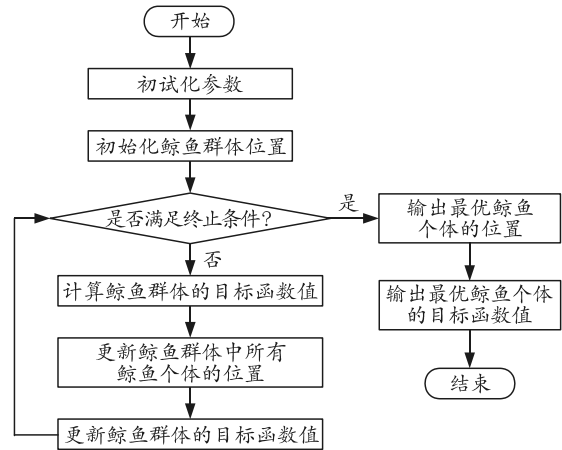 开始
初试化参数
初始化鲸鱼群体位置
是否满足终止条件?
是
否
计算鲸鱼群体的目标函数值
更新鲸鱼群体中所有
鲸鱼个体的位置
更新鲸鱼群体的目标函数值
输出最优鲸鱼
个体的位置
输出最优鲸鱼个体
的目标函数值
结束